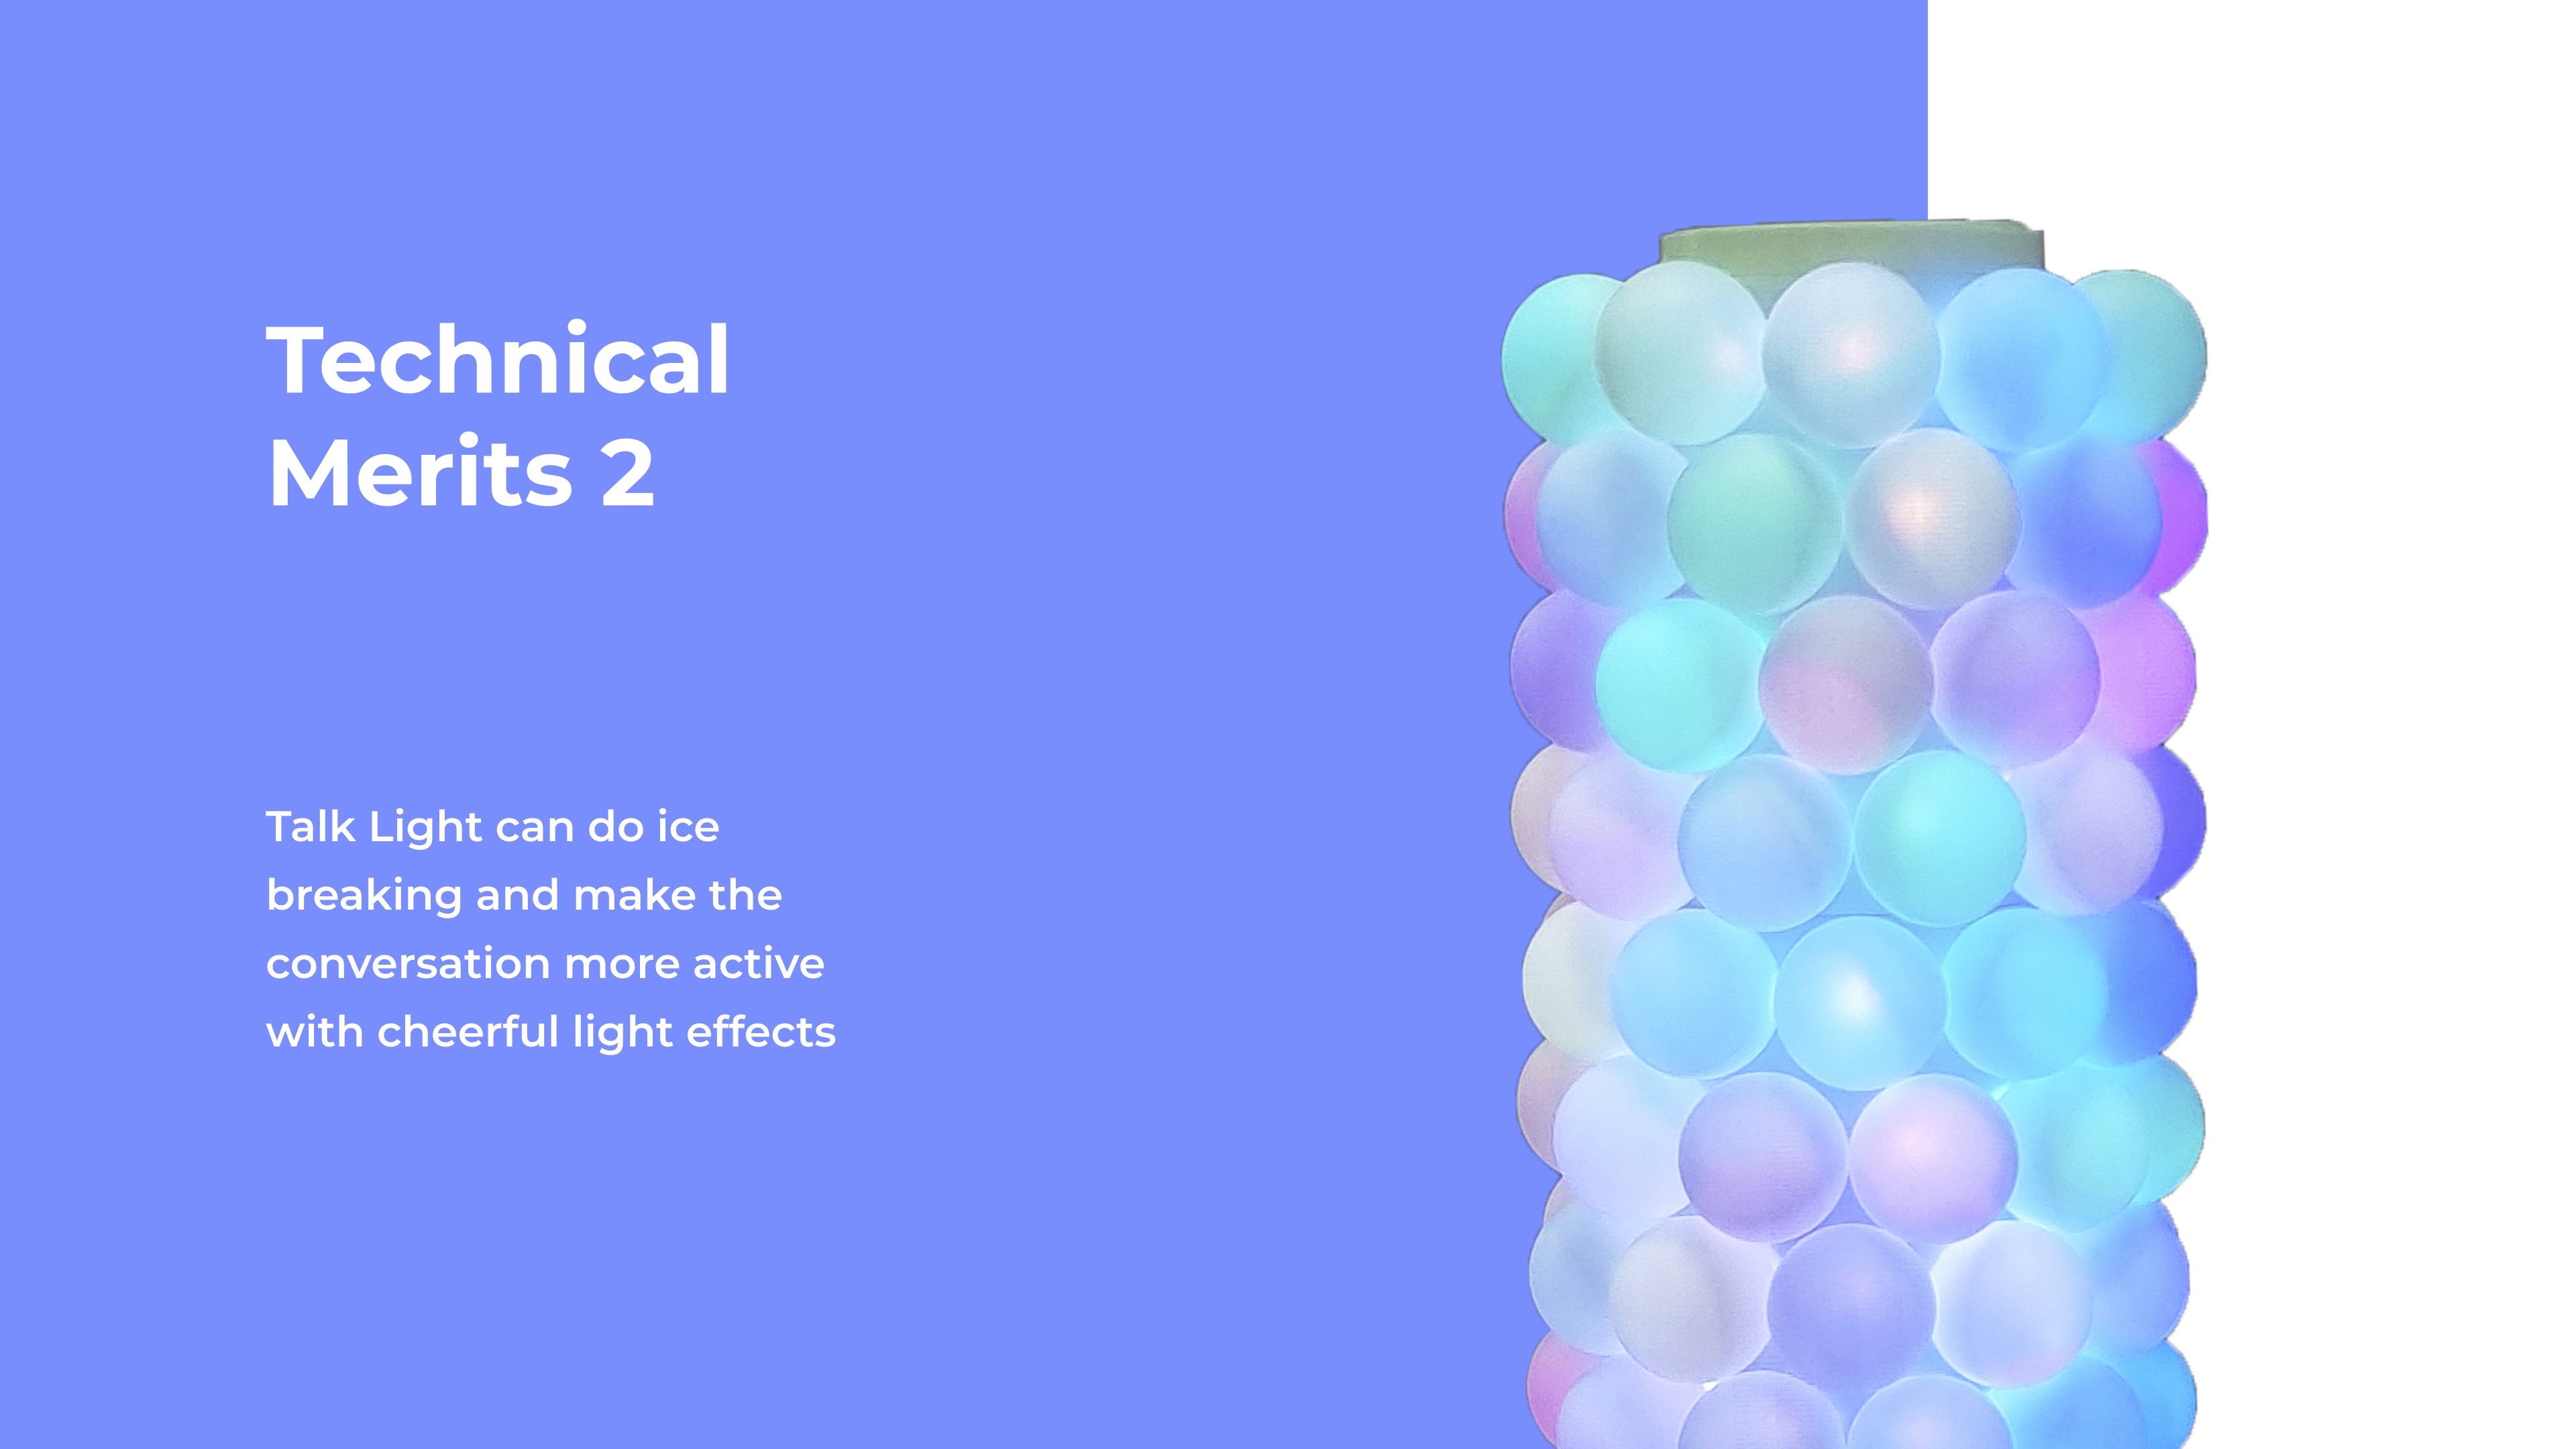 Technical
Merits 2
Talk Light can do ice
breaking and make the
conversation more active
with cheerful light effects